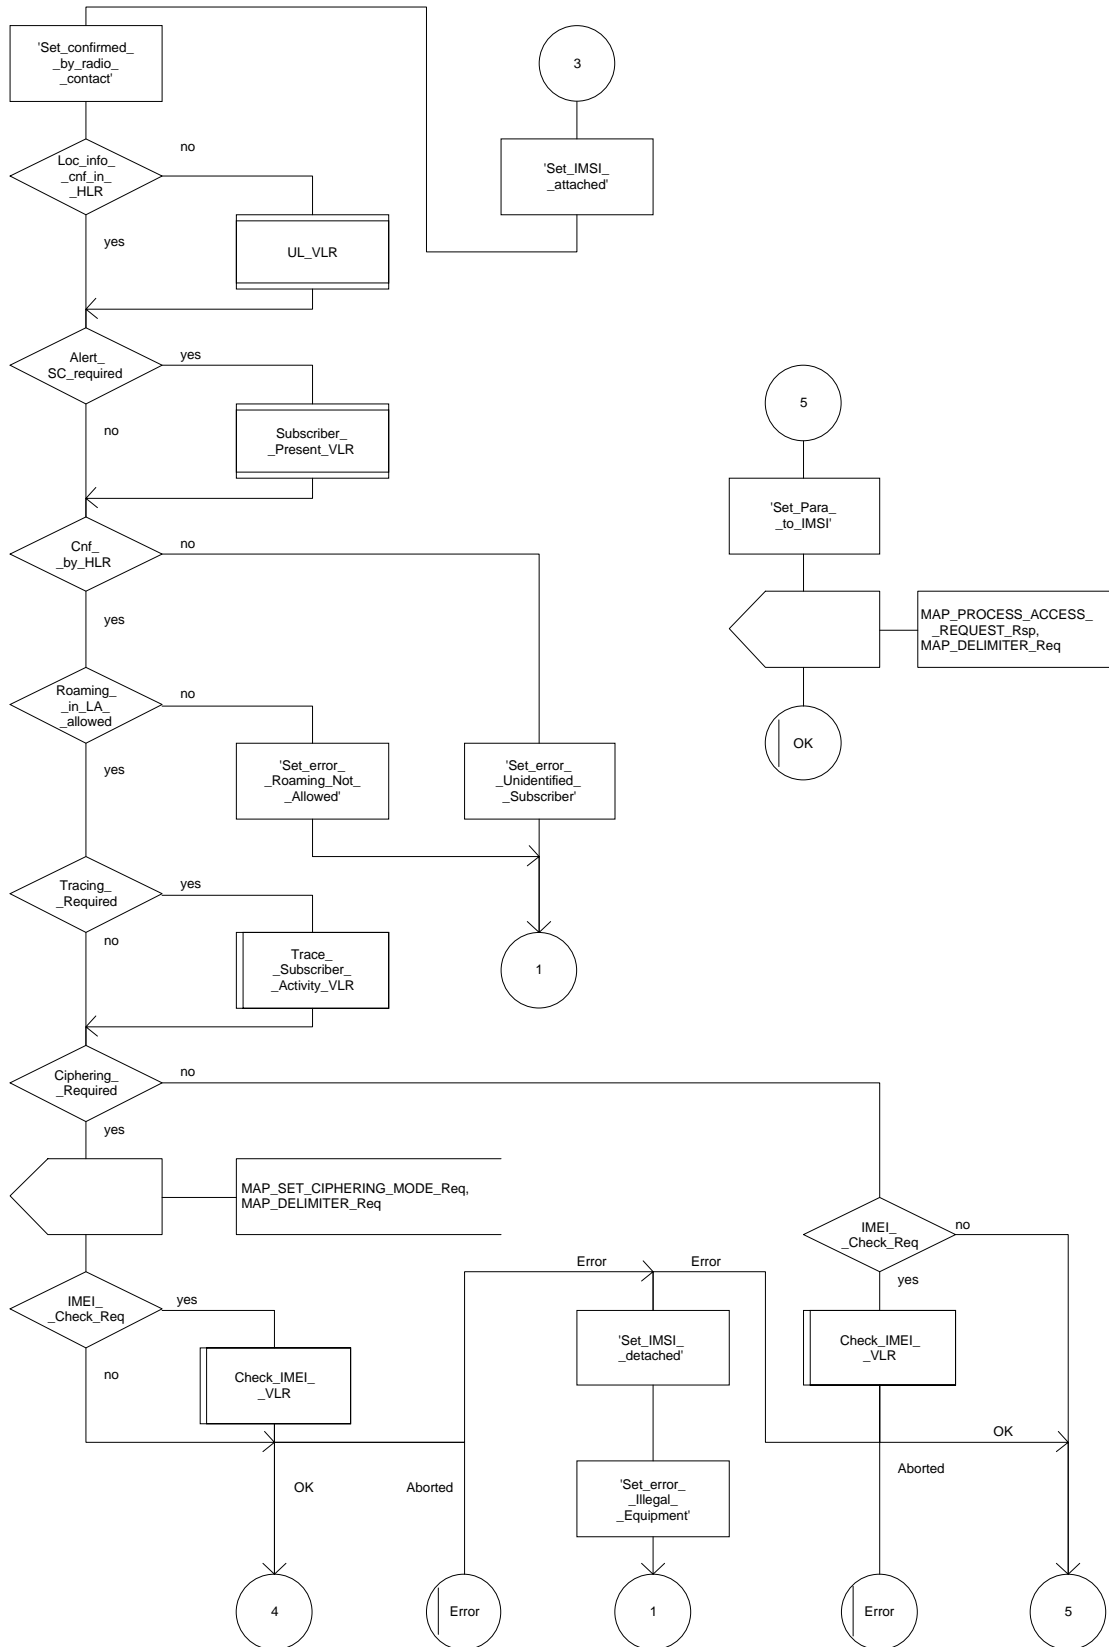 'Set_confirmed_
_by_radio_
_contact'
3
Loc_info_
_cnf_in_
_HLR
no
yes
'Set_IMSI_
_attached'
UL_VLR
Alert_
SC_required
yes
no
Subscriber_
_Present_VLR
5
'Set_Para_
_to_IMSI'
Cnf_
_by_HLR
no
yes
MAP_PROCESS_ACCESS_
_REQUEST_Rsp,
MAP_DELIMITER_Req
OK
Roaming_
_in_LA_
_allowed
no
yes
'Set_error_
_Roaming_Not_
_Allowed'
'Set_error_
_Unidentified_
_Subscriber'
Tracing_
_Required
yes
no
Trace_
_Subscriber_
_Activity_VLR
1
Ciphering_
_Required
no
yes
MAP_SET_CIPHERING_MODE_Req,
MAP_DELIMITER_Req
IMEI_
_Check_Req
no
yes
Error
Error
IMEI_
_Check_Req
yes
no
Check_IMEI_
_VLR
'Set_IMSI_
_detached'
Check_IMEI_
_VLR
OK
Aborted
OK
Aborted
'Set_error_
_Illegal_
_Equipment'
4
Error
1
Error
5